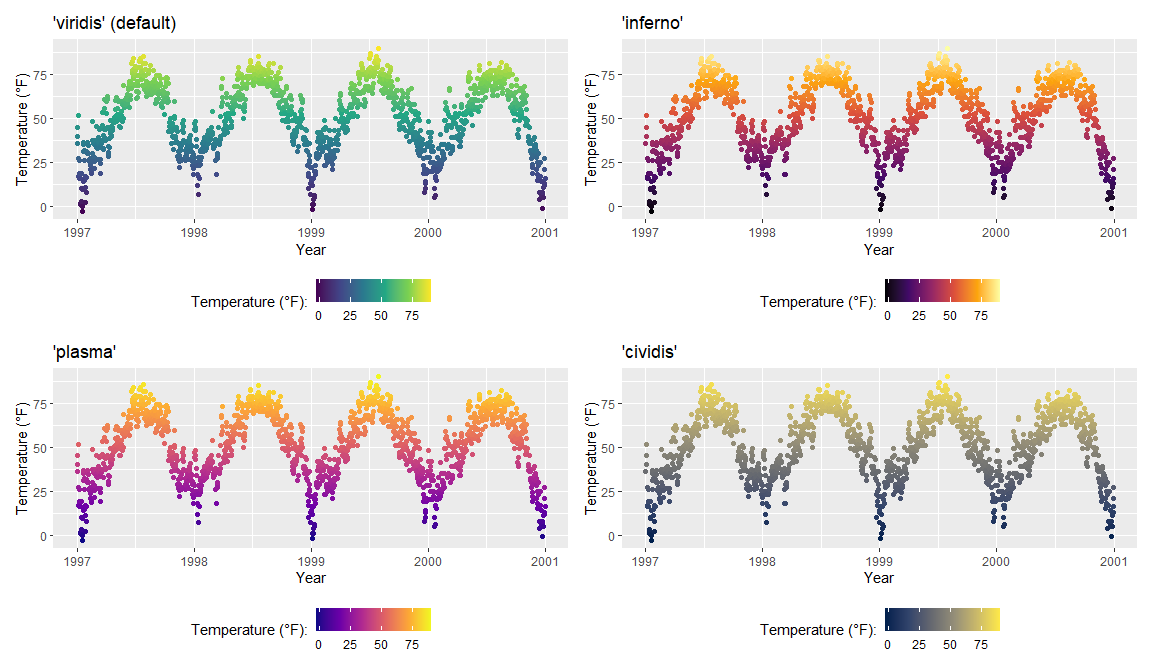 'viridis' (default)
Temperature (°F)
75
50
25
0
1997 1998 1999 2000 2001
Year
Temperature (°F):
0 25 50 75
'inferno'
Temperature (°F)
75
50
25
0
1997 1998 1999 2000 2001
Year
Temperature (°F):
0 25 50 75
'plasma'
Temperature (°F)
75
50
25
0
1997 1998 1999 2000 2001
Year
Temperature (°F):
0 25 50 75
'cividis'
Temperature (°F)
75
50
25
0
1997 1998 1999 2000 2001
Year
Temperature (°F):
0 25 50 75